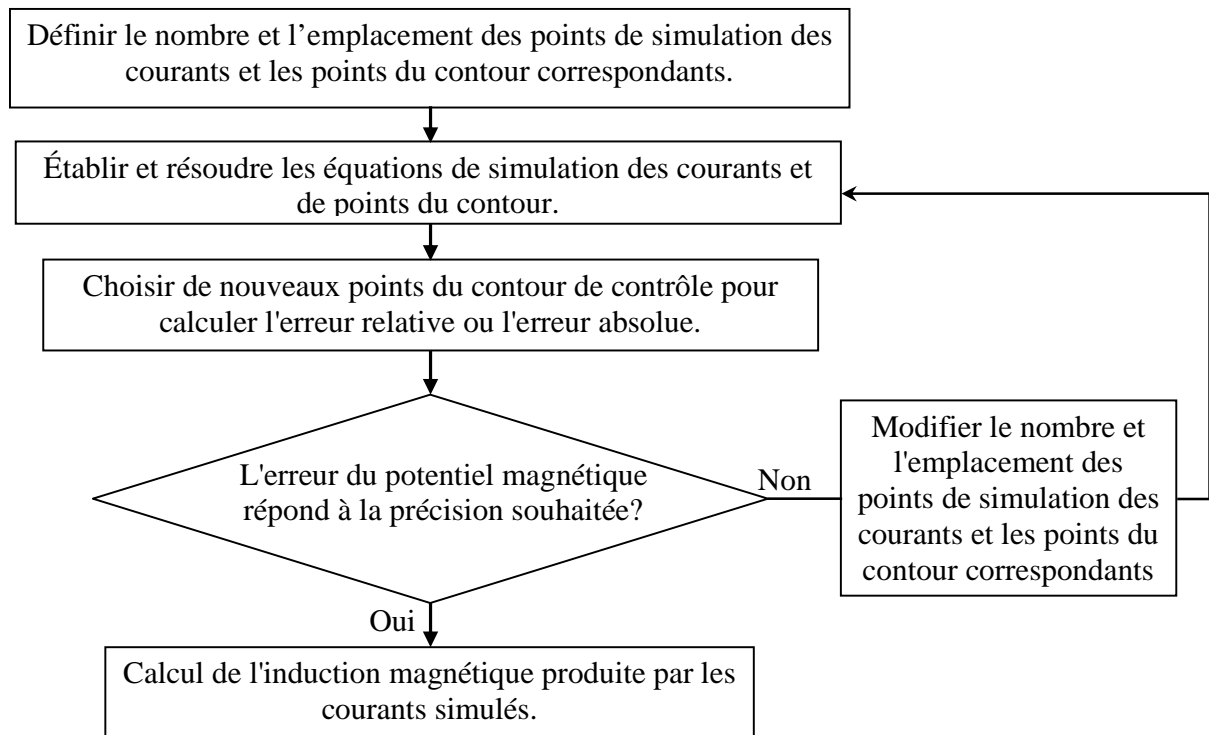 Définir le nombre et l’emplacement des points de simulation des
courants et les points du contour correspondants.
Établir et résoudre les équations de simulation des courants et
de points du contour.
Choisir de nouveaux points du contour de contrôle pour
calculer l'erreur relative ou l'erreur absolue.
L'erreur du potentiel magnétique
répond à la précision souhaitée?
Non
Modifier le nombre et
l'emplacement des
points de simulation des
courants et les points du
contour correspondants
Oui
Calcul de l'induction magnétique produite par les
courants simulés.